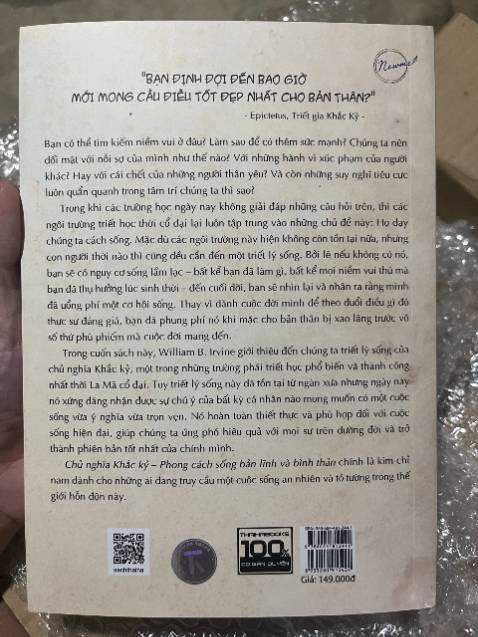 Newme
"BẠN ĐỊNH ĐỢI ĐẾN BAO GIỜ
MỚI MONG CẦU ĐIỀU TỐT ĐẸP NHẤT CHO BẢN THÂN?"
- Epictetus, Triết gia Khắc Kỷ -
Bạn có thể tìm kiếm niềm vui ở đâu? Làm sao để có thêm sức mạnh? Chúng ta nên
đối mặt với nỗi sợ của mình như thế nào? Với những hành vi xúc phạm của người
khác? Hay với cái chết của những người thân yêu? Và còn những suy nghĩ tiêu cực
luôn quẩn quanh trong tâm trí chúng ta thì sao?
Trong khi các trường học ngày nay không giải đáp những câu hỏi trên, thì các
ngôi trường triết học thời cổ đại lại luôn tập trung vào những chủ đề này: Họ dạy
chúng ta cách sống. Mặc dù các ngôi trường này hiện không còn tồn tại nữa, nhưng
con người thời nào thì cũng đều cần đến một triết lý sống. Bởi lẽ nếu không có nó,
bạn sẽ có nguy cơ sống lầm lạc – bất kể bạn đã làm gì, bất kể mọi niềm vui thú mà
bạn đã thụ hưởng lúc sinh thời - đến cuối đời, bạn sẽ nhìn lại và nhận ra rằng mình
đã uổng phí một cơ hội sống. Thay vì dành cuộc đời mình để theo đuổi điều gì đó
thực sự đáng giá, bạn đã phung phí nó khi mặc cho bản thân bị xao lãng trước vô
số thứ phù phiếm mà cuộc đời mang đến.
Trong cuốn sách này, William B. Irvine giới thiệu đến chúng ta triết lý sống của
chủ nghĩa Khắc kỷ, một trong những trường phái triết học phổ biến và thành công
nhất thời La Mã cổ đại. Tuy triết lý sống này đã tồn tại từ ngàn xưa nhưng ngày nay
nó xứng đáng nhận được sự chú ý của bất kỳ cá nhân nào mong muốn có một cuộc
sống vừa ý nghĩa vừa trọn vẹn. Nó hoàn toàn thiết thực và phù hợp đối với cuộc
sống hiện đại, giúp chúng ta ứng phó hiệu quả với mọi sự trên đường đời và trở
thành phiên bản tốt nhất của chính mình.
Chủ nghĩa Khắc kỷ – Phong cách sống bản lĩnh và bình thản chính là kim chỉ
nam dành cho những ai đang truy cầu một cuộc sống an nhiên và tỏ tường trong thế
giới hỗn độn này.
THAIHABOOKS
100%
CÓ BẢN QUYỀN
Giá: 149.000đ